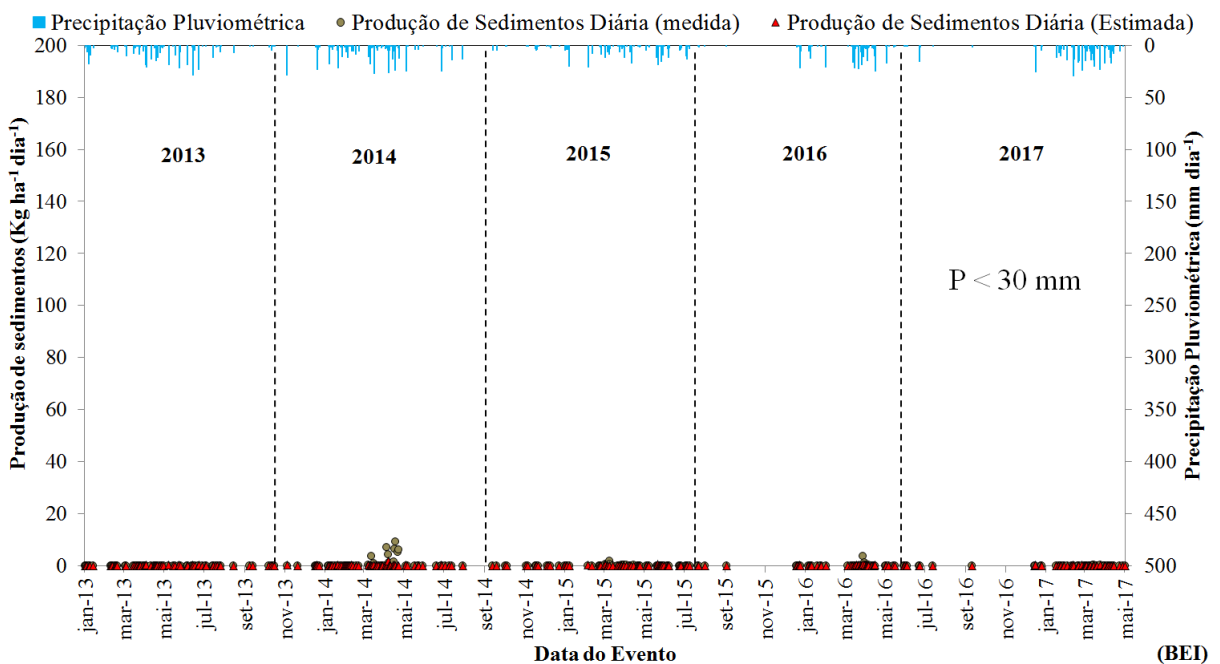 Precipitação Pluviométrica Produção de Sedimentos Diária (medida) Produção de Sedimentos Diária (Estimada)
Produção de sedimentos (Kg ha⁻¹ dia⁻¹)
200
180
160
140
120
100
80
60
40
20
0
2013 2014 2015 2016 2017
P < 30 mm
0
50
100
150
200
250
300
350
400
450
500
Precipitação Pluviométrica (mm dia⁻¹)
jan-13 mar-13 mai-13 jul-13 set-13 nov-13 jan-14 mar-14 mai-14 jul-14 set-14 nov-14 jan-15 mar-15 mai-15 jul-15 set-15 nov-15 jan-16 mar-16 mai-16 jul-16 set-16 nov-16 jan-17 mar-17 mai-17
Data do Evento
(BEI)